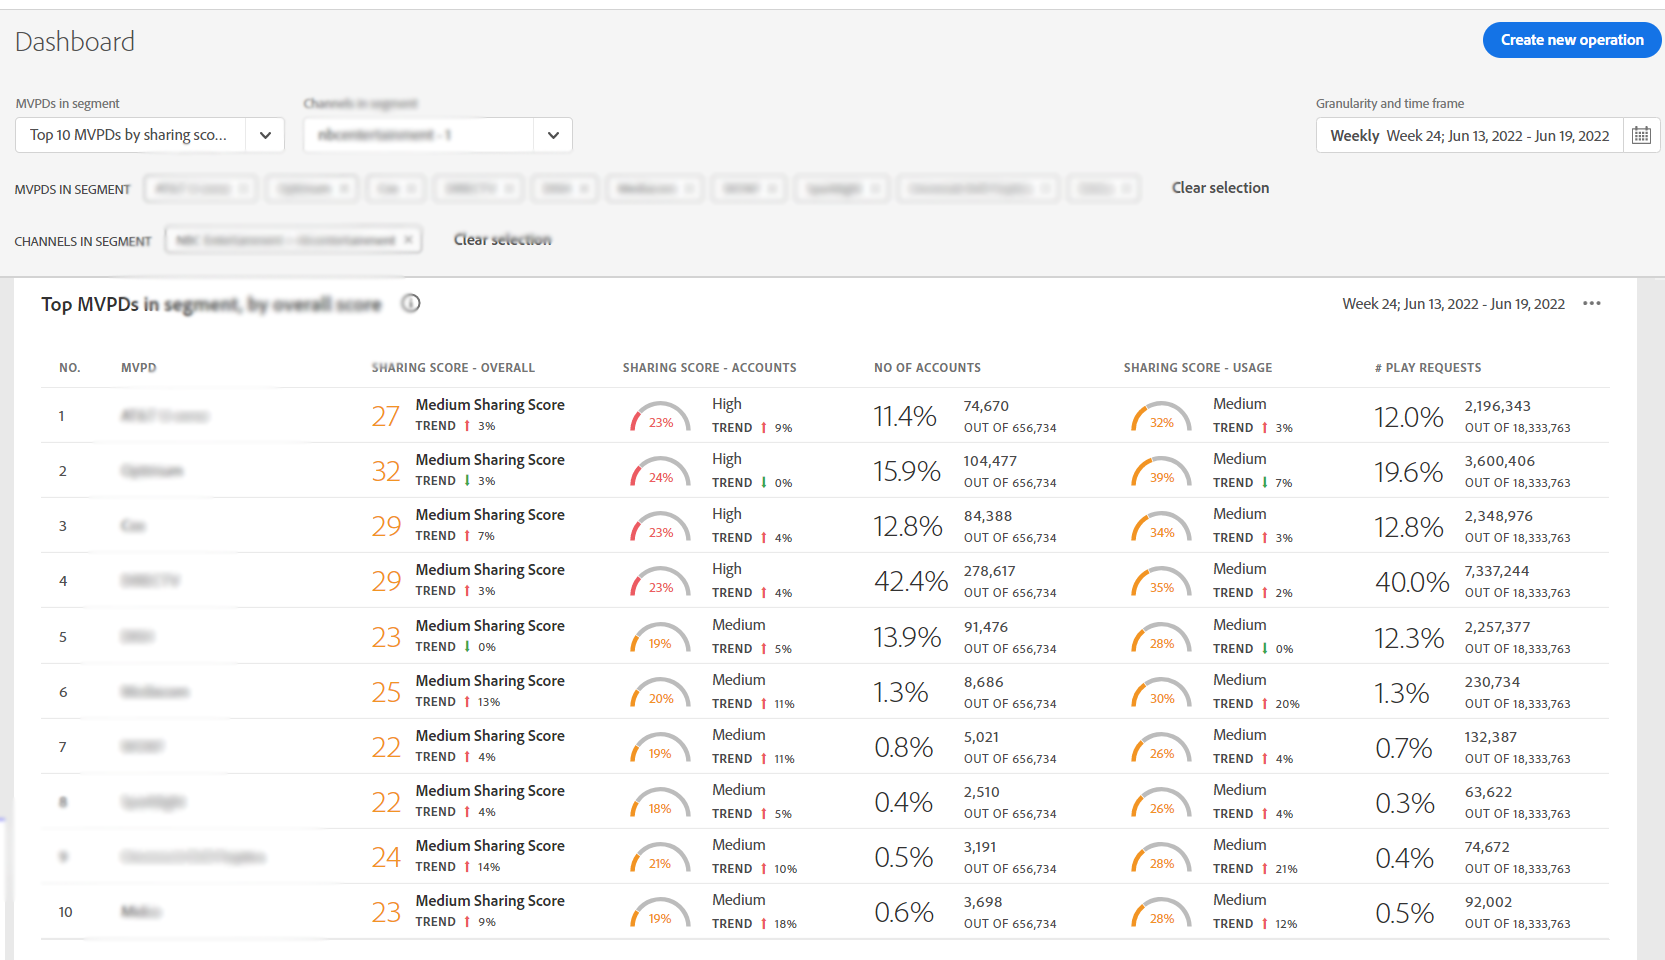 Dashboard
Create new operation
MVPDs in segment
Channels in segment
Granularity and time frame
Top 10 MVPDs by sharing sco...
nbcentertainment - 1
Weekly Week 24; Jun 13, 2022 - Jun 19, 2022
MVPDS IN SEGMENT
Clear selection
CHANNELS IN SEGMENT
Clear selection
Top MVPDs in segment, by overall score
Week 24; Jun 13, 2022 - Jun 19, 2022
NO. MVPD SHARING SCORE - OVERALL SHARING SCORE - ACCOUNTS NO OF ACCOUNTS SHARING SCORE - USAGE # PLAY REQUESTS
1 27 Medium Sharing Score TREND 3% 23% High TREND 9% 11.4% 74,670 OUT OF 656,734 32% Medium TREND 3% 12.0% 2,196,343 OUT OF 18,333,763
2 Optimum 32 Medium Sharing Score TREND 3% 24% High TREND 0% 15.9% 104,477 OUT OF 656,734 39% Medium TREND 7% 19.6% 3,600,406 OUT OF 18,333,763
3 Cox 29 Medium Sharing Score TREND 7% 23% High TREND 4% 12.8% 84,388 OUT OF 656,734 34% Medium TREND 3% 12.8% 2,348,976 OUT OF 18,333,763
4 DIRECTV 29 Medium Sharing Score TREND 3% 23% High TREND 4% 42.4% 278,617 OUT OF 656,734 35% Medium TREND 2% 40.0% 7,337,244 OUT OF 18,333,763
5 23 Medium Sharing Score TREND 0% 19% Medium TREND 5% 13.9% 91,476 OUT OF 656,734 28% Medium TREND 0% 12.3% 2,257,377 OUT OF 18,333,763
6 25 Medium Sharing Score TREND 13% 20% Medium TREND 11% 1.3% 8,686 OUT OF 656,734 30% Medium TREND 20% 1.3% 230,734 OUT OF 18,333,763
7 22 Medium Sharing Score TREND 4% 19% Medium TREND 11% 0.8% 5,021 OUT OF 656,734 26% Medium TREND 4% 0.7% 132,387 OUT OF 18,333,763
8 22 Medium Sharing Score TREND 4% 18% Medium TREND 5% 0.4% 2,510 OUT OF 656,734 26% Medium TREND 4% 0.3% 63,622 OUT OF 18,333,763
9 24 Medium Sharing Score TREND 14% 21% Medium TREND 10% 0.5% 3,191 OUT OF 656,734 28% Medium TREND 21% 0.4% 74,672 OUT OF 18,333,763
10 23 Medium Sharing Score TREND 9% 19% Medium TREND 18% 0.6% 3,698 OUT OF 656,734 28% Medium TREND 12% 0.5% 92,002 OUT OF 18,333,763